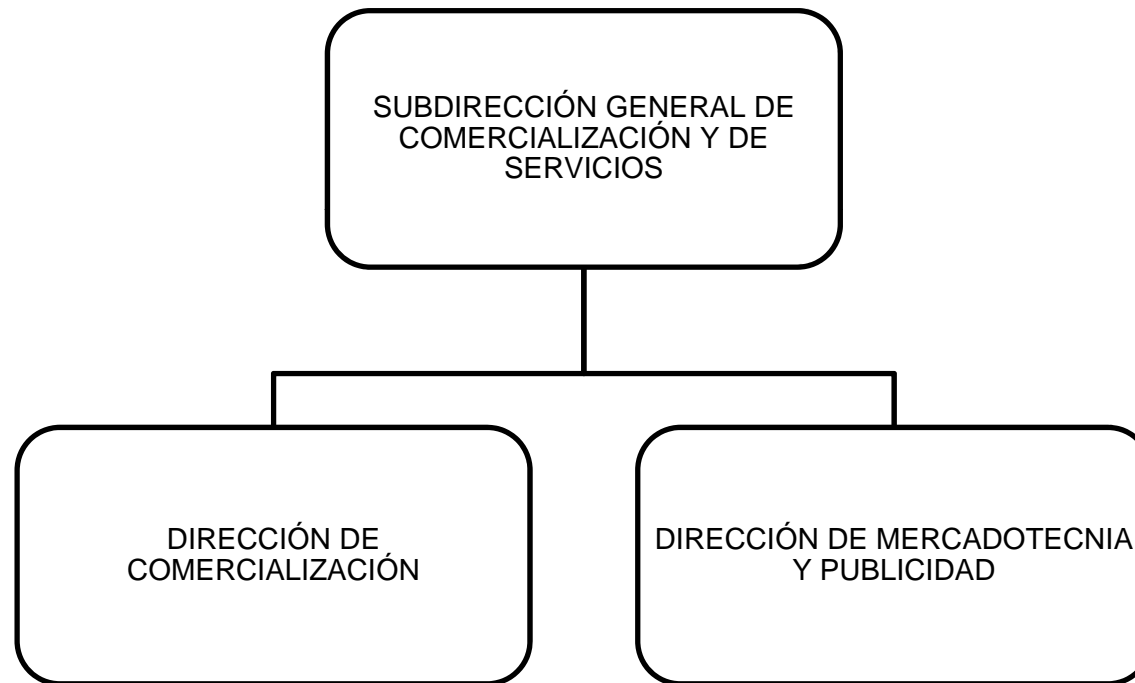 SUBDIRECCIÓN GENERAL DE
COMERCIALIZACIÓN Y DE
SERVICIOS
DIRECCIÓN DE
COMERCIALIZACIÓN
DIRECCIÓN DE MERCADOTECNIA
Y PUBLICIDAD